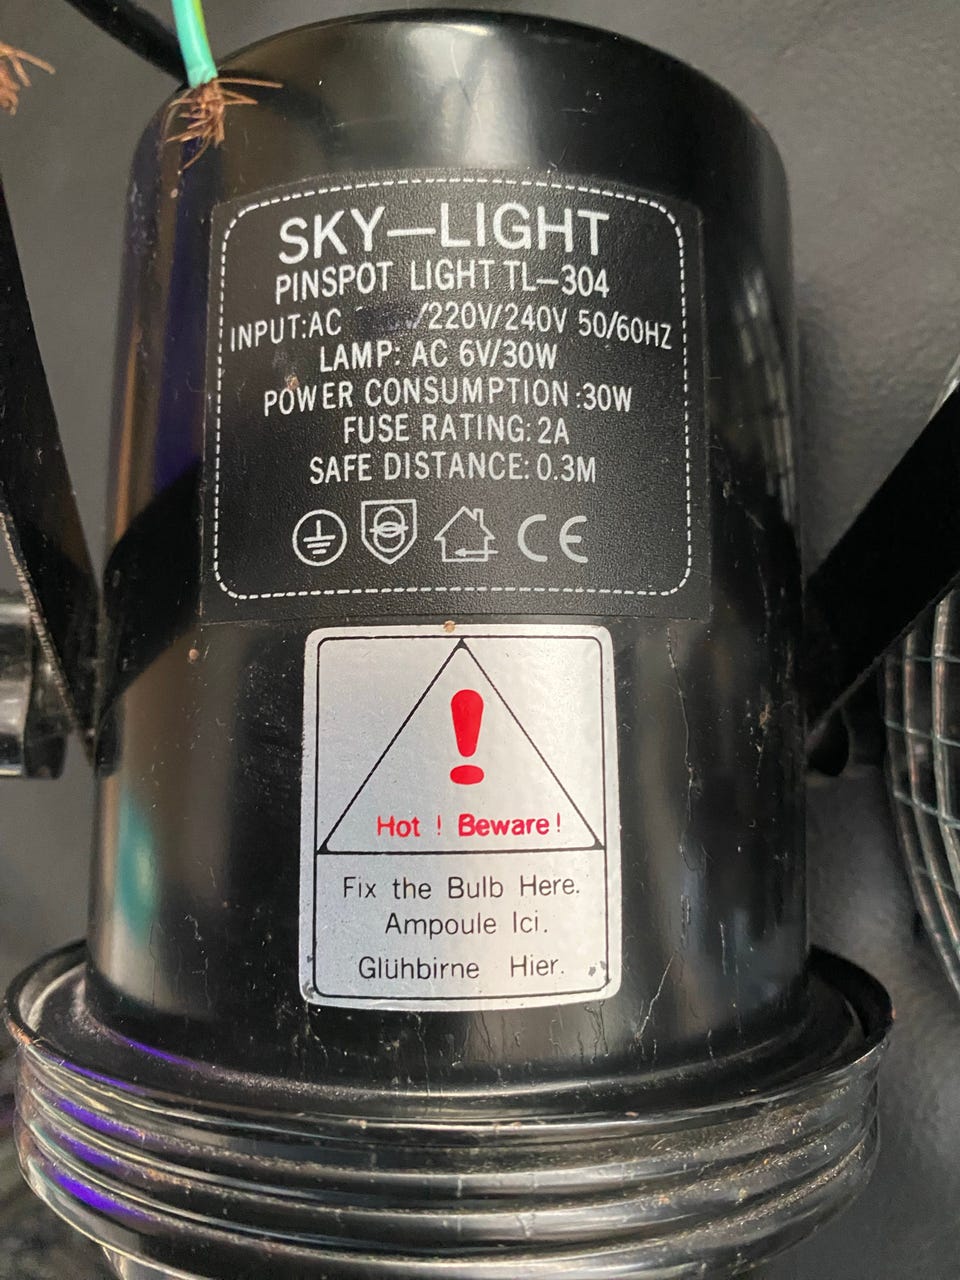 SKY—LIGHT
PINSPOT LIGHT TL—304
INPUT:AC /220V/240V 50/60HZ
LAMP: AC 6V/30W
POWER CONSUMPTION :30W
FUSE RATING: 2A
SAFE DISTANCE: 0.3M
CE
!
Hot ! Beware!
Fix the Bulb Here.
Ampoule Ici.
Glühbirne Hier.